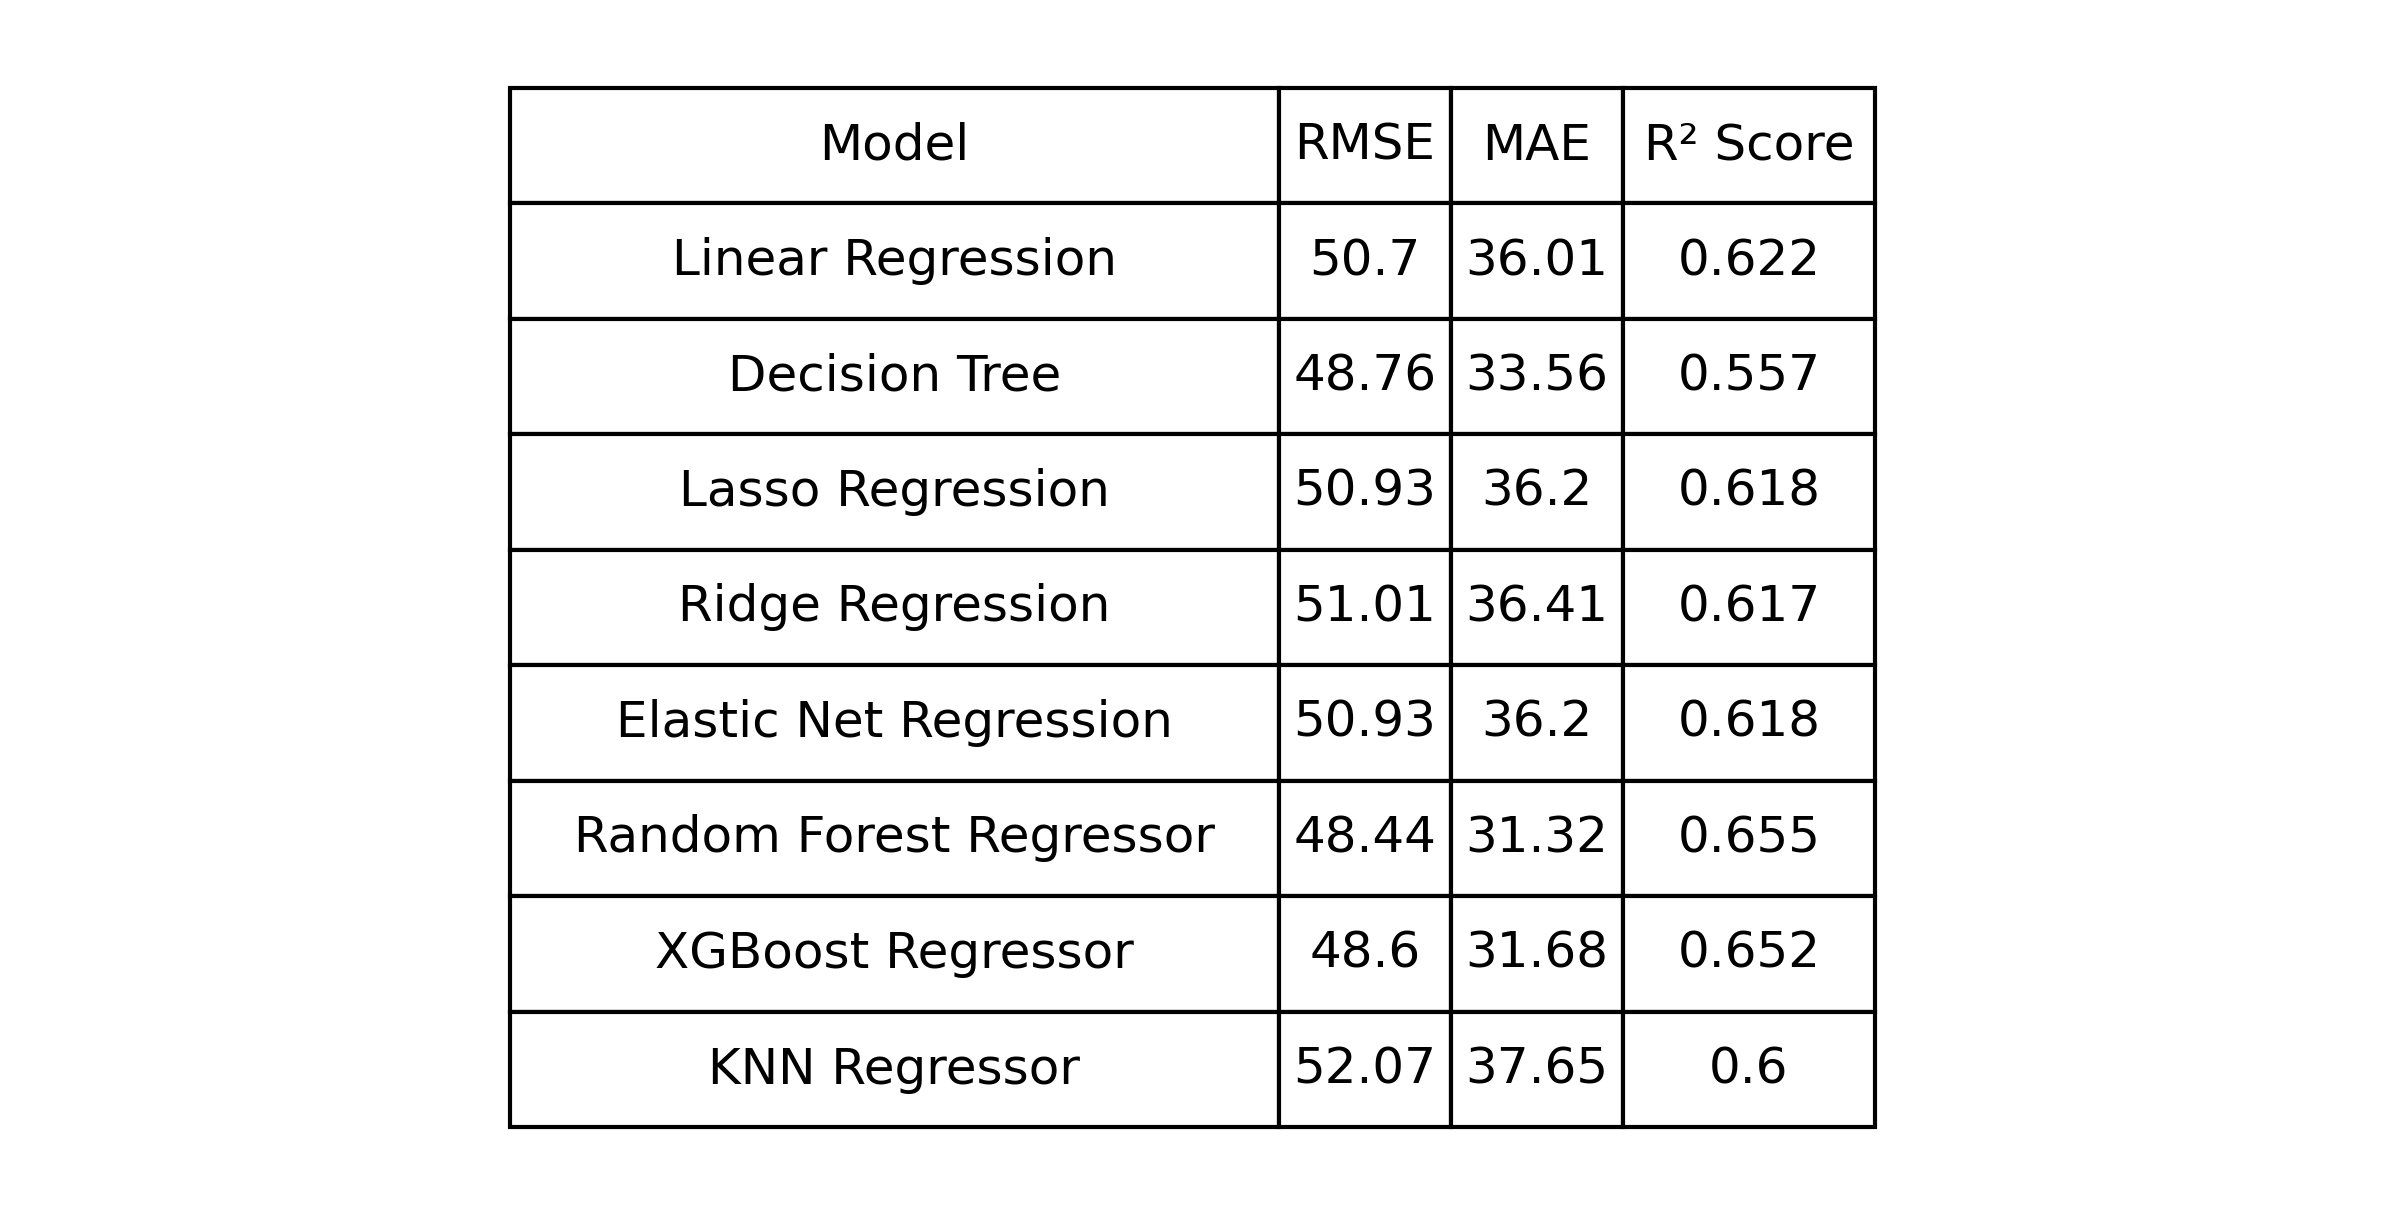 Model RMSE MAE R² Score
Linear Regression 50.7 36.01 0.622
Decision Tree 48.76 33.56 0.557
Lasso Regression 50.93 36.2 0.618
Ridge Regression 51.01 36.41 0.617
Elastic Net Regression 50.93 36.2 0.618
Random Forest Regressor 48.44 31.32 0.655
XGBoost Regressor 48.6 31.68 0.652
KNN Regressor 52.07 37.65 0.6